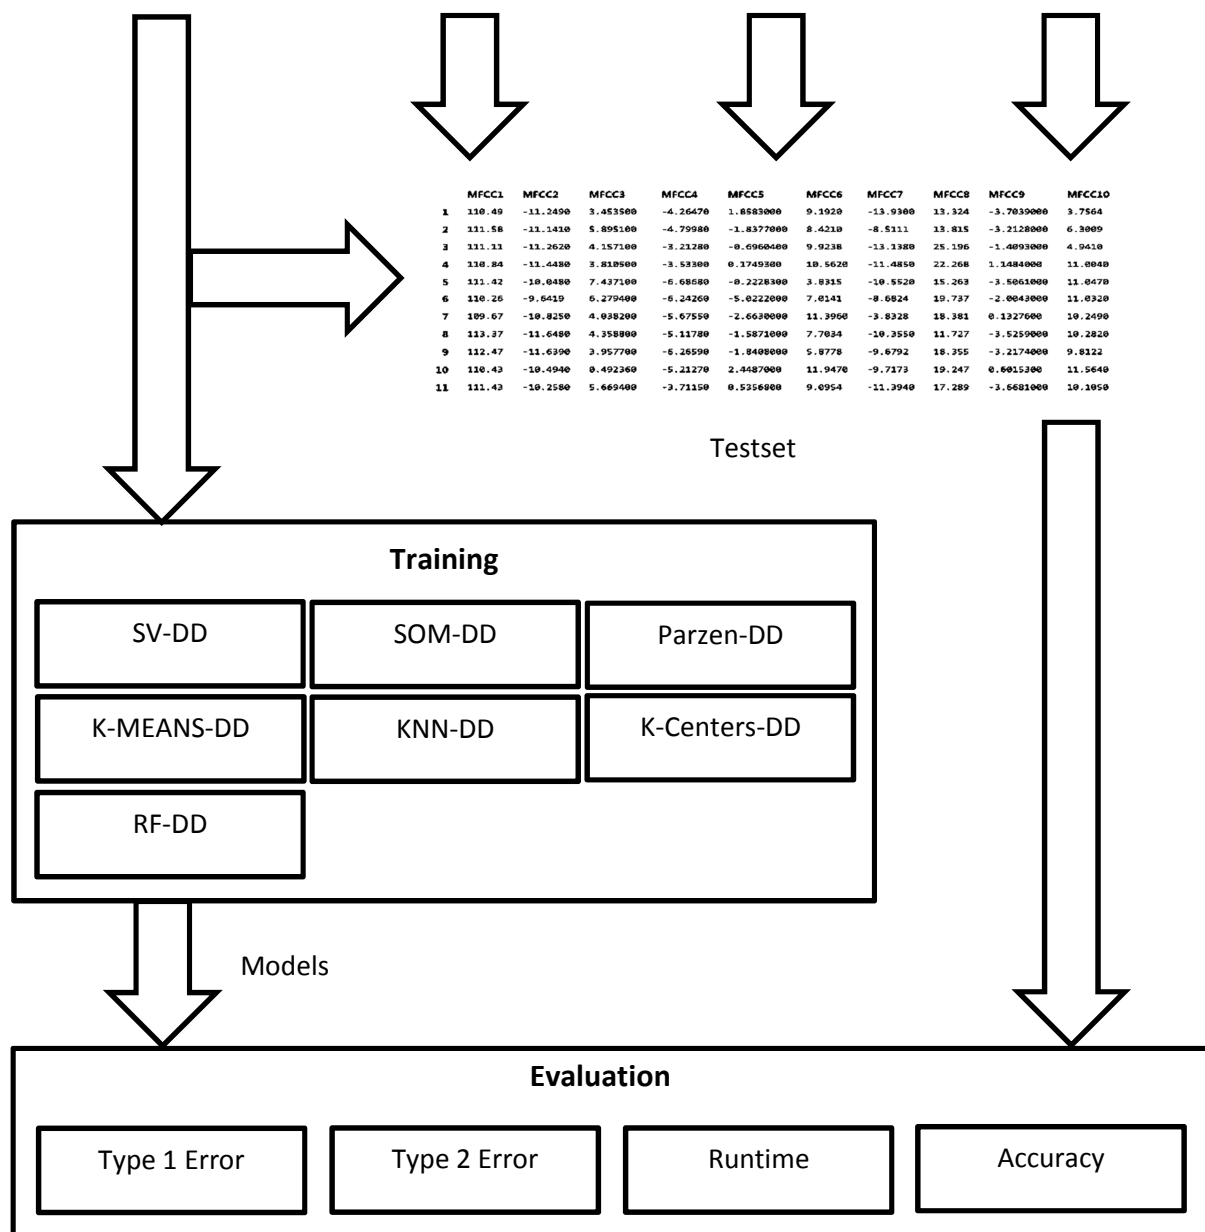 MFCC1 MFCC2 MFCC3 MFCC4 MFCC5 MFCC6 MFCC7 MFCC8 MFCC9 MFCC10
1 110.49 -11.2490 3.453500 -4.26470 1.8583000 9.1920 -13.9300 13.324 -3.7039000 3.7564
2 111.58 -11.1410 5.895100 -4.79980 -1.8377000 8.4210 -8.5111 13.815 -3.2128000 6.3009
3 111.11 -11.2620 4.157100 -3.21280 -0.6960400 9.9238 -13.1380 25.196 -1.4093000 4.9410
4 110.84 -11.4480 3.810500 -3.53300 0.1749300 10.5620 -11.4850 22.268 1.1484000 11.0040
5 111.42 -10.0480 7.437100 -6.68680 -0.2228300 3.8315 -10.5520 15.263 -3.5061000 11.0470
6 110.26 -9.6419 6.279400 -6.24260 -5.0222000 7.0141 -8.6824 19.737 -2.0043000 11.0320
7 109.67 -10.8250 4.038200 -5.67550 -2.6630000 11.3960 -3.8328 18.381 0.1327600 10.2490
8 113.37 -11.6480 4.358800 -5.11780 -1.5871000 7.7034 -10.3550 11.727 -3.5259000 10.2820
9 112.47 -11.6390 3.957700 -6.26590 -1.8408000 5.8778 -9.6792 18.355 -3.2174000 9.8122
10 110.43 -10.4940 0.492360 -5.21270 2.4487000 11.9470 -9.7173 19.247 0.6015300 11.5640
11 111.43 -10.2580 5.669400 -3.71150 0.5356800 9.0954 -11.3940 17.289 -3.6681000 10.1050
Testset
Training
SV-DD SOM-DD Parzen-DD
K-MEANS-DD KNN-DD K-Centers-DD
RF-DD
Models
Evaluation
Type 1 Error Type 2 Error Runtime Accuracy